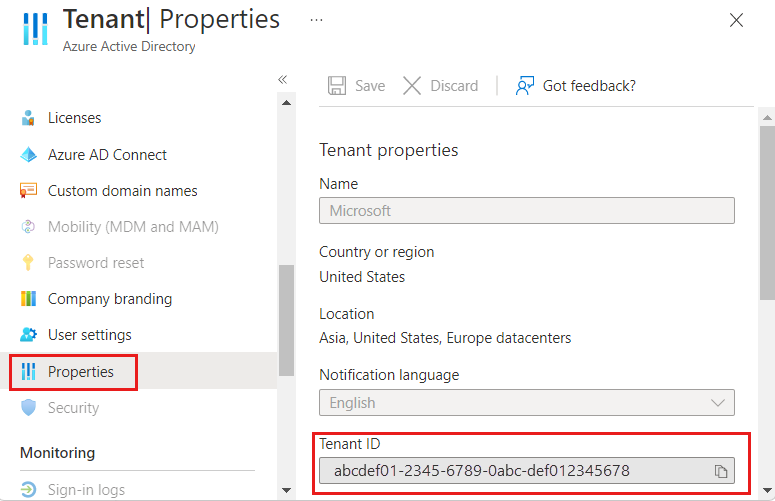 Tenant| Properties
...
Azure Active Directory
«
Licenses
Azure AD Connect
Custom domain names
Mobility (MDM and MAM)
Password reset
Company branding
User settings
Properties
Security
Monitoring
Sign-in logs
Save
Discard
Got feedback?
Tenant properties
Name
Microsoft
Country or region
United States
Location
Asia, United States, Europe datacenters
Notification language
English
Tenant ID
abcdef01-2345-6789-0abc-def012345678